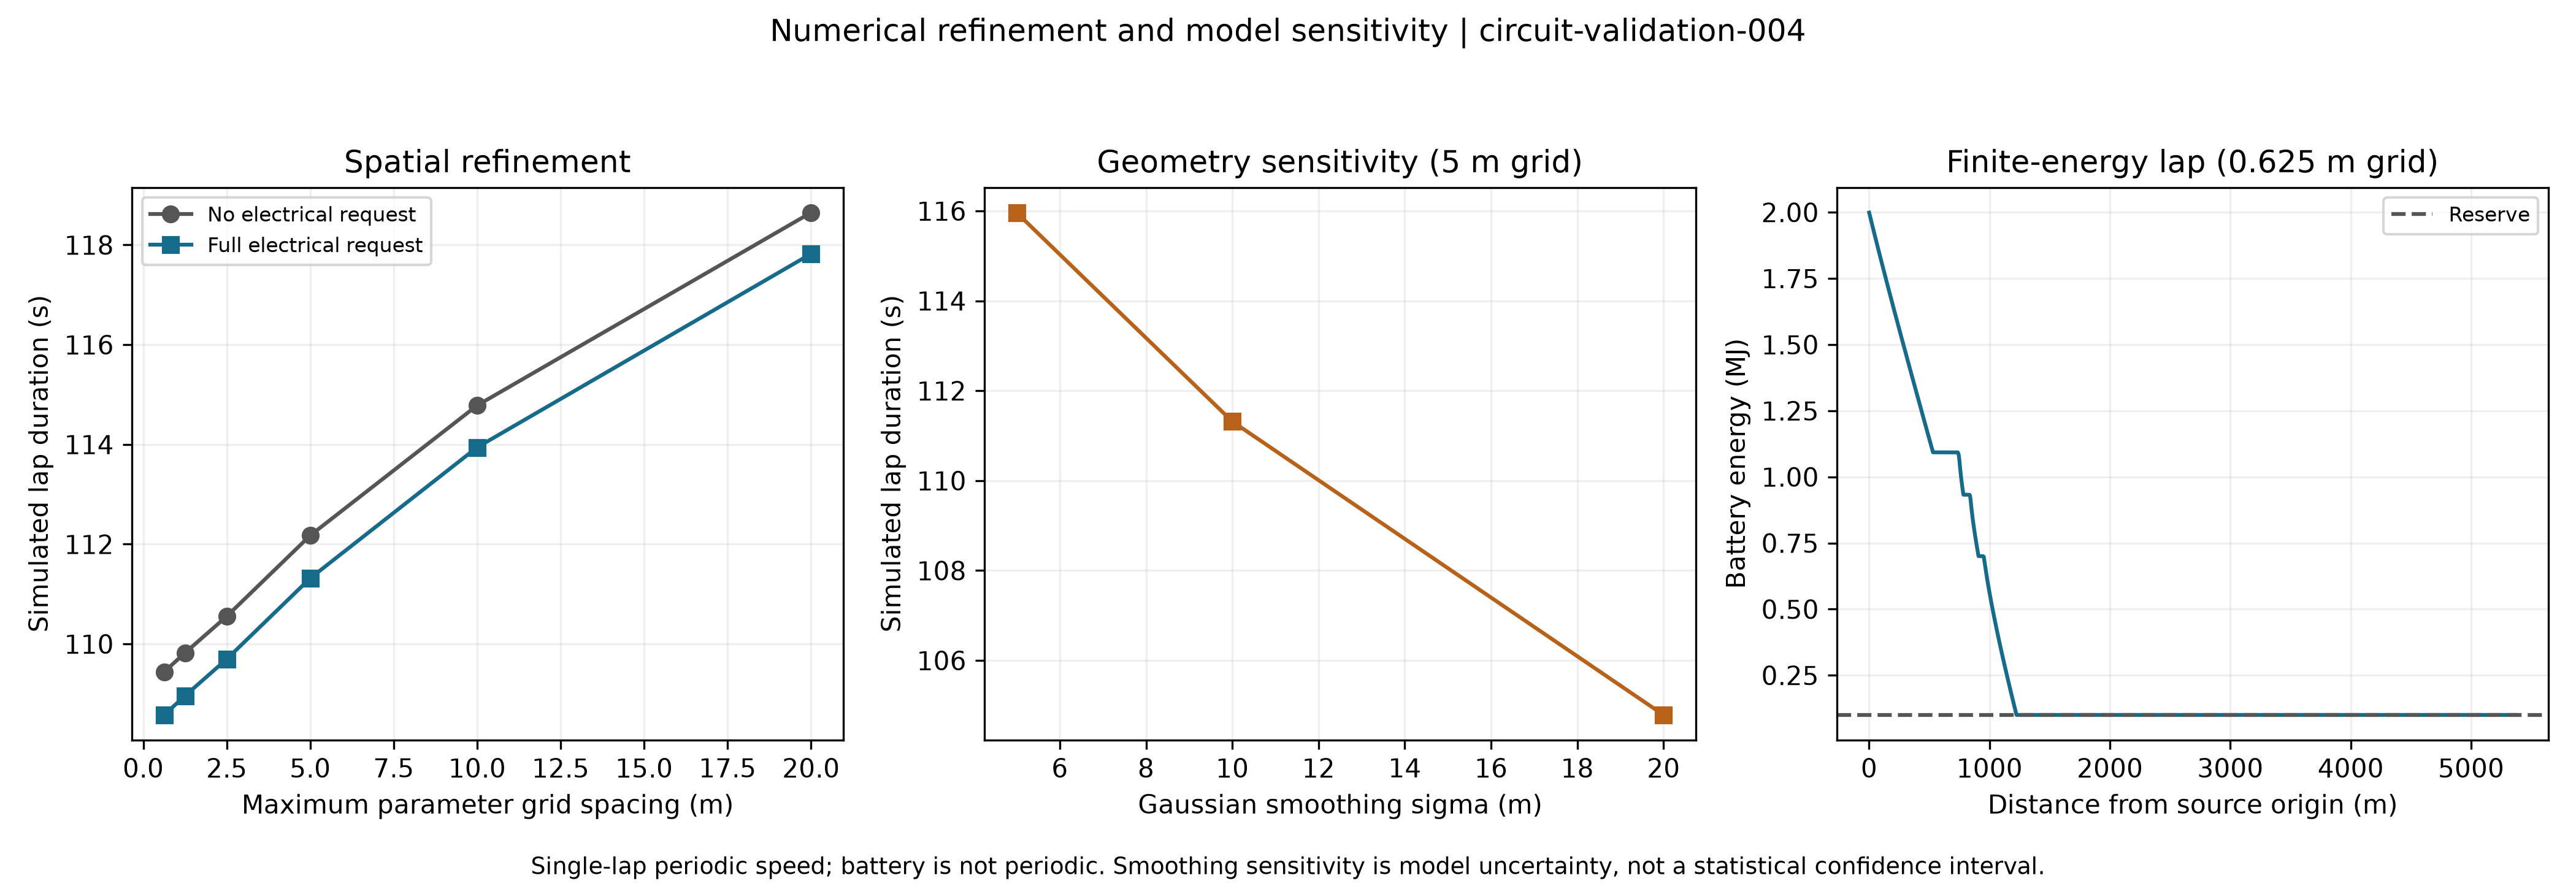 Numerical refinement and model sensitivity | circuit-validation-004
Spatial refinement
No electrical request
Full electrical request
118
116
114
112
110
0.0 2.5 5.0 7.5 10.0 12.5 15.0 17.5 20.0
Maximum parameter grid spacing (m)
Simulated lap duration (s)
Geometry sensitivity (5 m grid)
116
114
112
110
108
106
6 8 10 12 14 16 18 20
Gaussian smoothing sigma (m)
Simulated lap duration (s)
Finite-energy lap (0.625 m grid)
Reserve
2.00
1.75
1.50
1.25
1.00
0.75
0.50
0.25
0 1000 2000 3000 4000 5000
Distance from source origin (m)
Battery energy (MJ)
Single-lap periodic speed; battery is not periodic. Smoothing sensitivity is model uncertainty, not a statistical confidence interval.